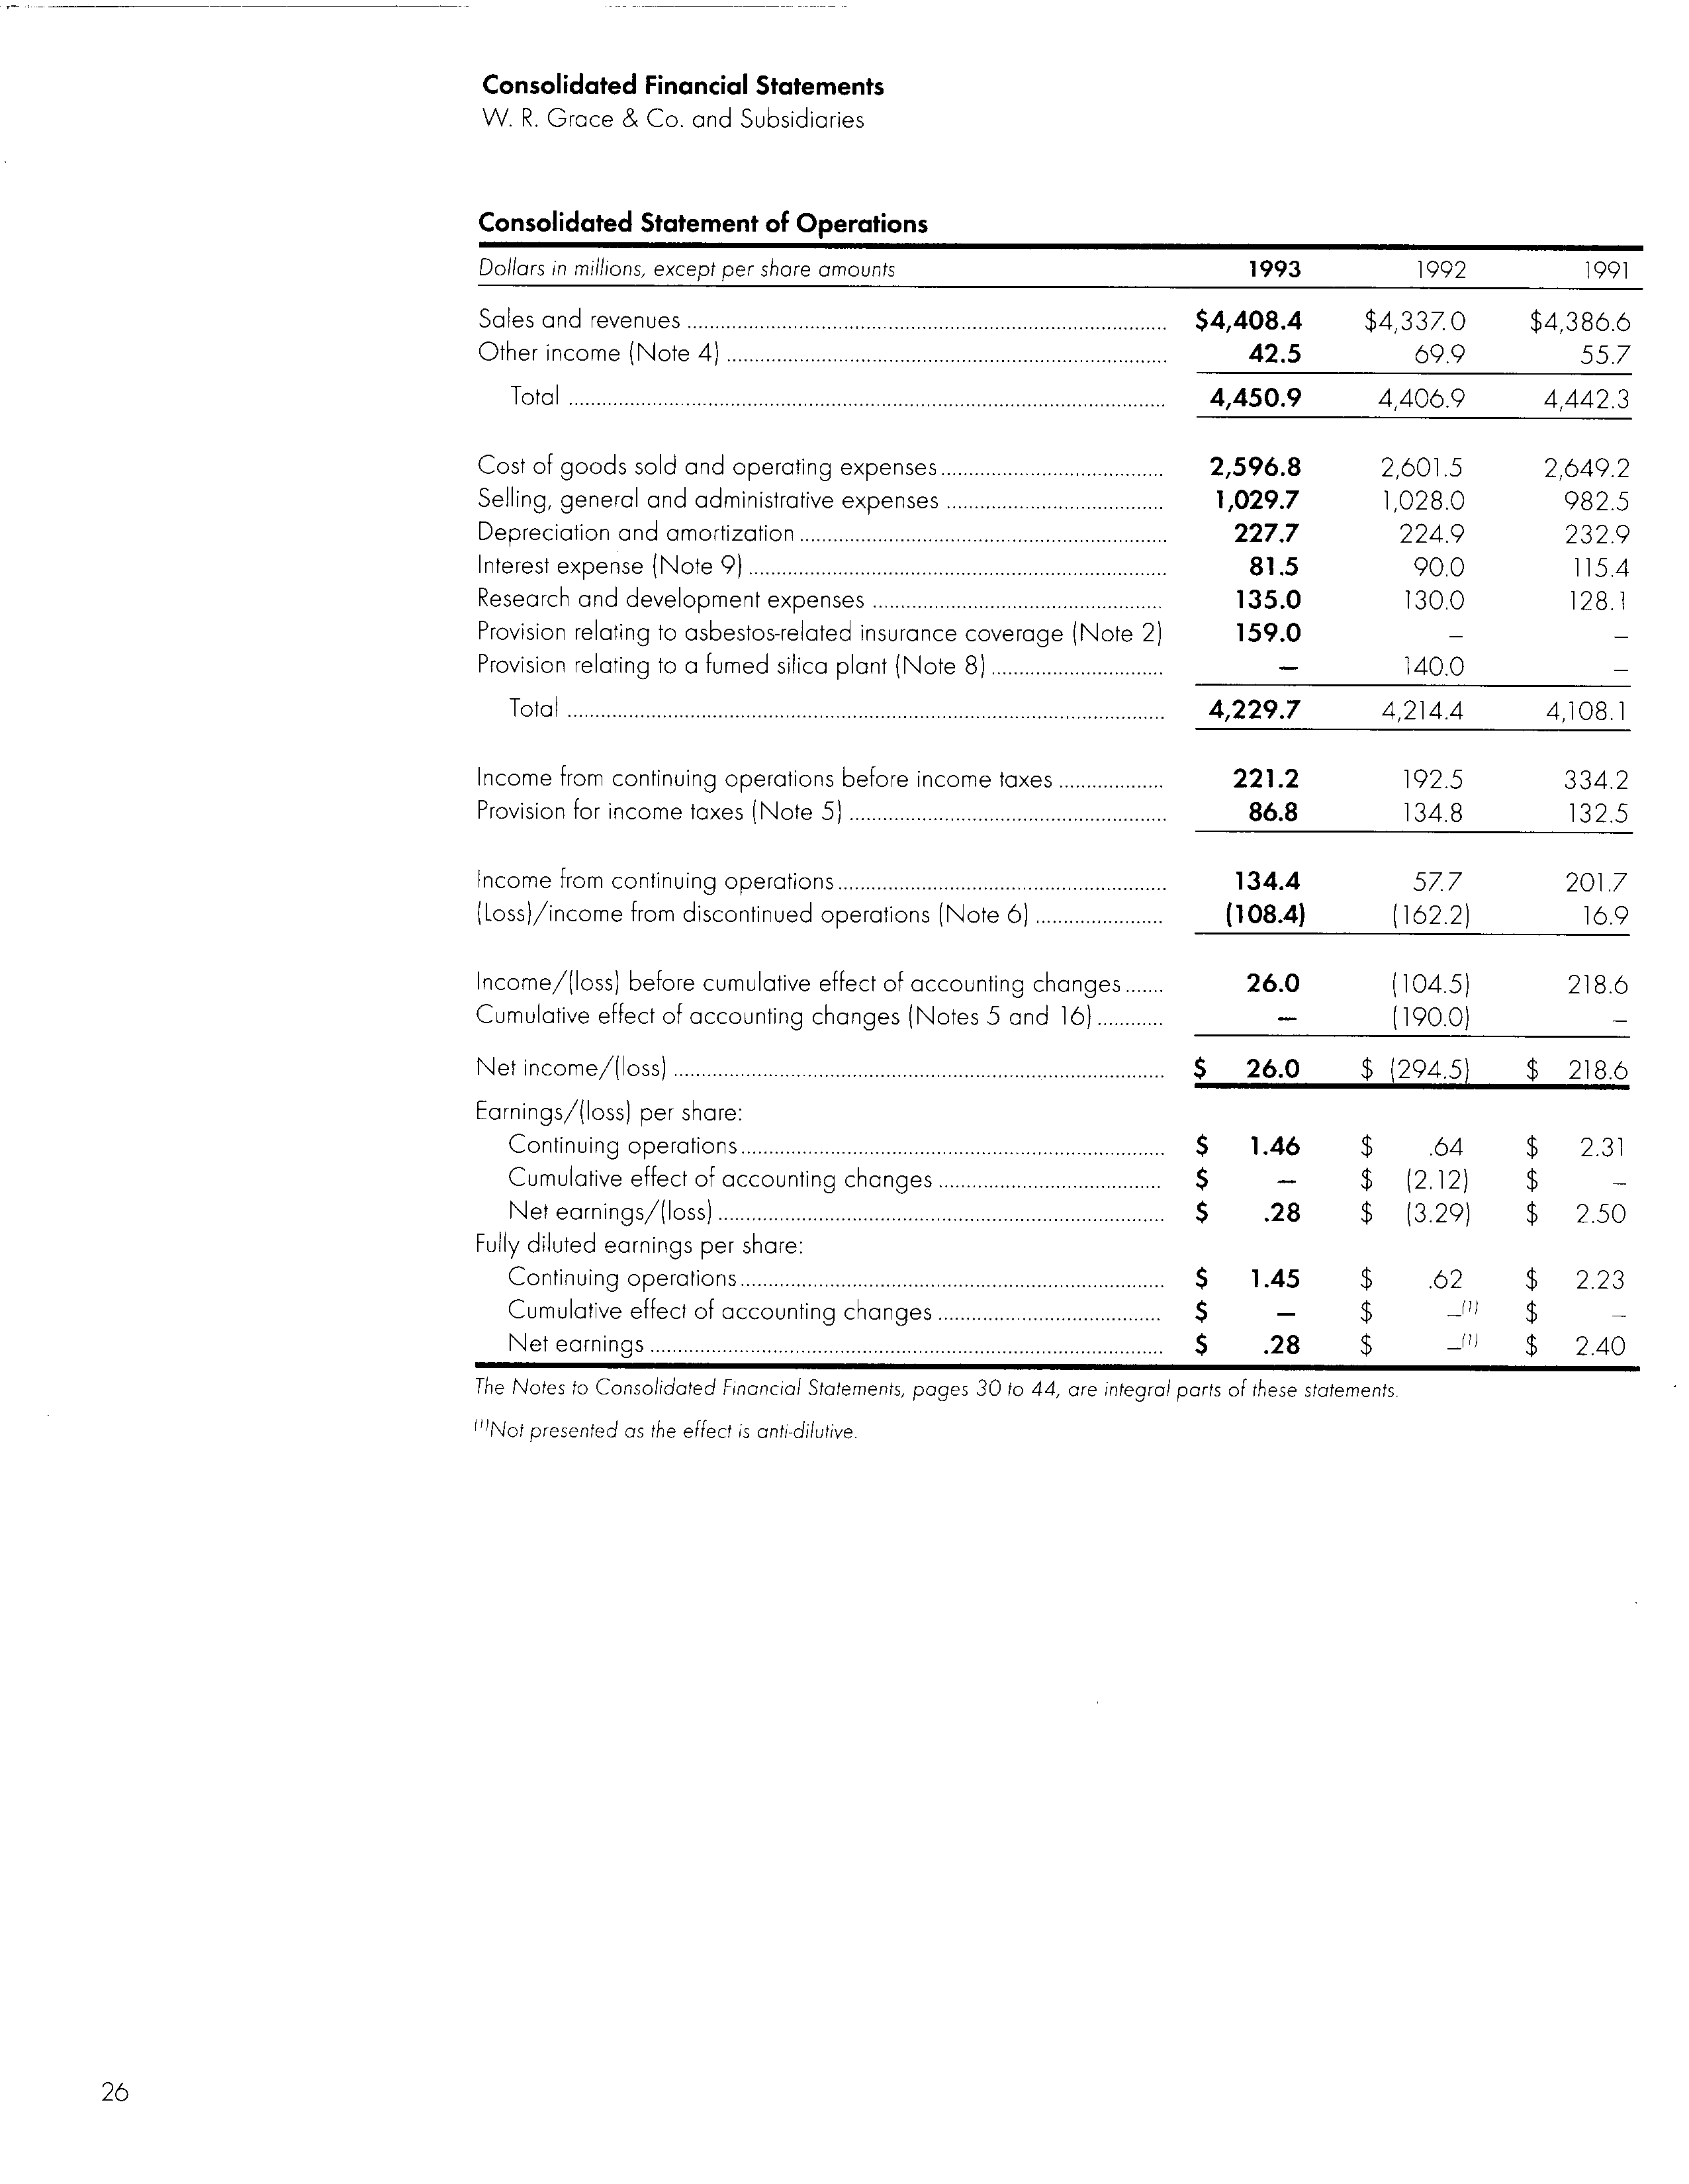 Consolidated Financial Statements
W. R. Grace & Co. and Subsidiaries
Consolidated Statement of Operations
Dollars in millions, except per share amounts 1993 1992 1991
Sales and revenues $4,408.4 $4,337.0 $4,386.6
Other income (Note 4) 42.5 69.9 55.7
Total 4,450.9 4,406.9 4,442.3
Cost of goods sold and operating expenses 2,596.8 2,601.5 2,649.2
Selling, general and administrative expenses 1,029.7 1,028.0 982.5
Depreciation and amortization 227.7 224.9 232.9
Interest expense (Note 9) 81.5 90.0 115.4
Research and development expenses 135.0 130.0 128.1
Provision relating to asbestos-related insurance coverage (Note 2) 159.0 – –
Provision relating to a fumed silica plant (Note 8) – 140.0 –
Total 4,229.7 4,214.4 4,108.1
Income from continuing operations before income taxes 221.2 192.5 334.2
Provision for income taxes (Note 5) 86.8 134.8 132.5
Income from continuing operations 134.4 57.7 201.7
(Loss)/income from discontinued operations (Note 6) (108.4) (162.2) 16.9
Income/(loss) before cumulative effect of accounting changes 26.0 (104.5) 218.6
Cumulative effect of accounting changes (Notes 5 and 16) – (190.0) –
Net income/(loss) $ 26.0 $ (294.5) $ 218.6
Earnings/(loss) per share:
Continuing operations $ 1.46 $ .64 $ 2.31
Cumulative effect of accounting changes $ – $ (2.12) $ –
Net earnings/(loss) $ .28 $ (3.29) $ 2.50
Fully diluted earnings per share:
Continuing operations $ 1.45 $ .62 $ 2.23
Cumulative effect of accounting changes $ – $ –(1) $ –
Net earnings $ .28 $ –(1) $ 2.40
The Notes to Consolidated Financial Statements, pages 30 to 44, are integral parts of these statements.
(1)Not presented as the effect is anti-dilutive.
26